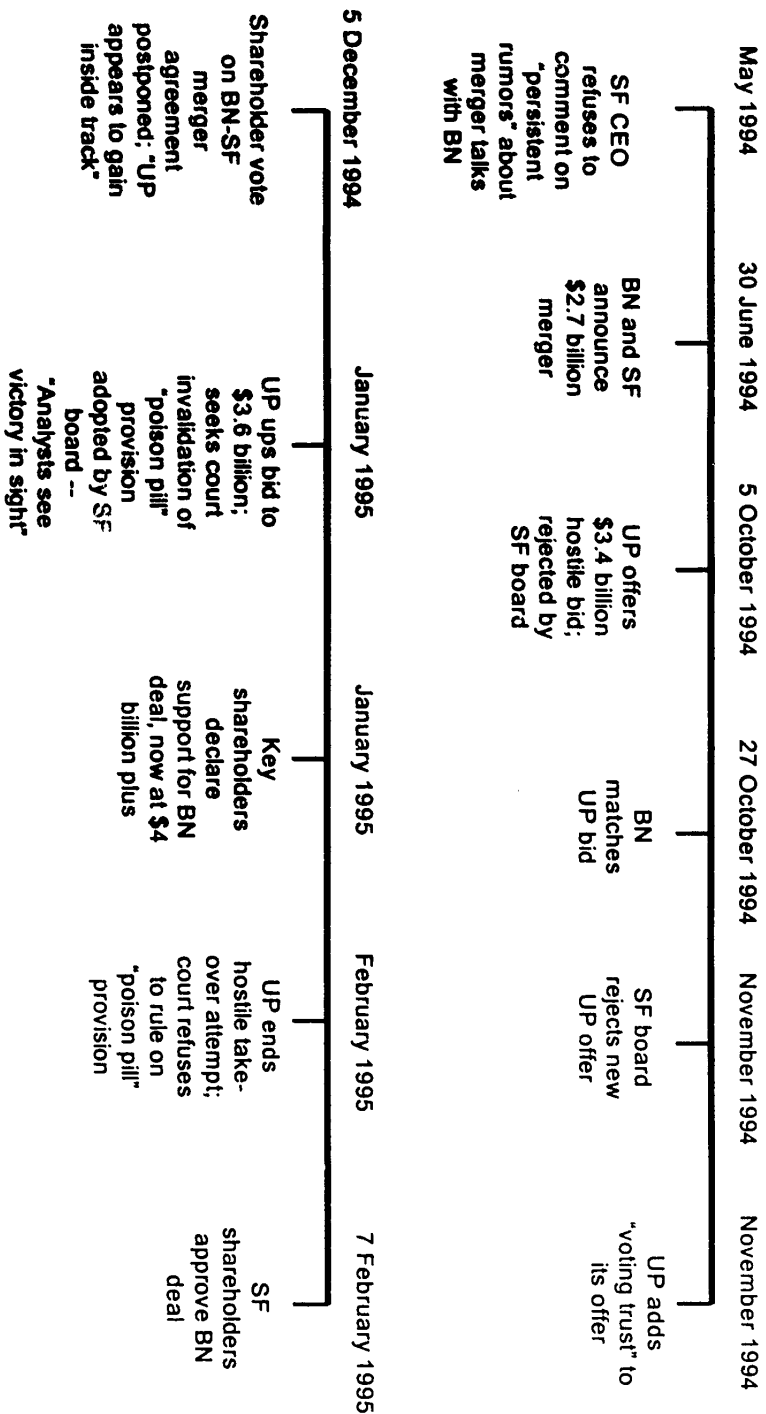 May 1994
SF CEO
refuses to
comment on
"persistent
rumors" about
merger talks
with BN
30 June 1994
BN and SF
announce
$2.7 billion
merger
5 October 1994
UP offers
$3.4 billion
hostile bid;
rejected by
SF board
27 October 1994
BN
matches
UP bid
November 1994
SF board
rejects new
UP offer
November 1994
UP adds
"voting trust" to
its offer
5 December 1994
Shareholder vote
on BN-SF
merger
agreement
postponed; "UP
appears to gain
inside track"
January 1995
UP ups bid to
$3.6 billion;
seeks court
invalidation of
"poison pill"
provision
adopted by SF
board --
"Analysts see
victory in sight"
January 1995
Key
shareholders
declare
support for BN
deal, now at $4
billion plus
February 1995
UP ends
hostile take-
over attempt;
court refuses
to rule on
"poison pill"
provision
7 February 1995
SF
shareholders
approve BN
deal